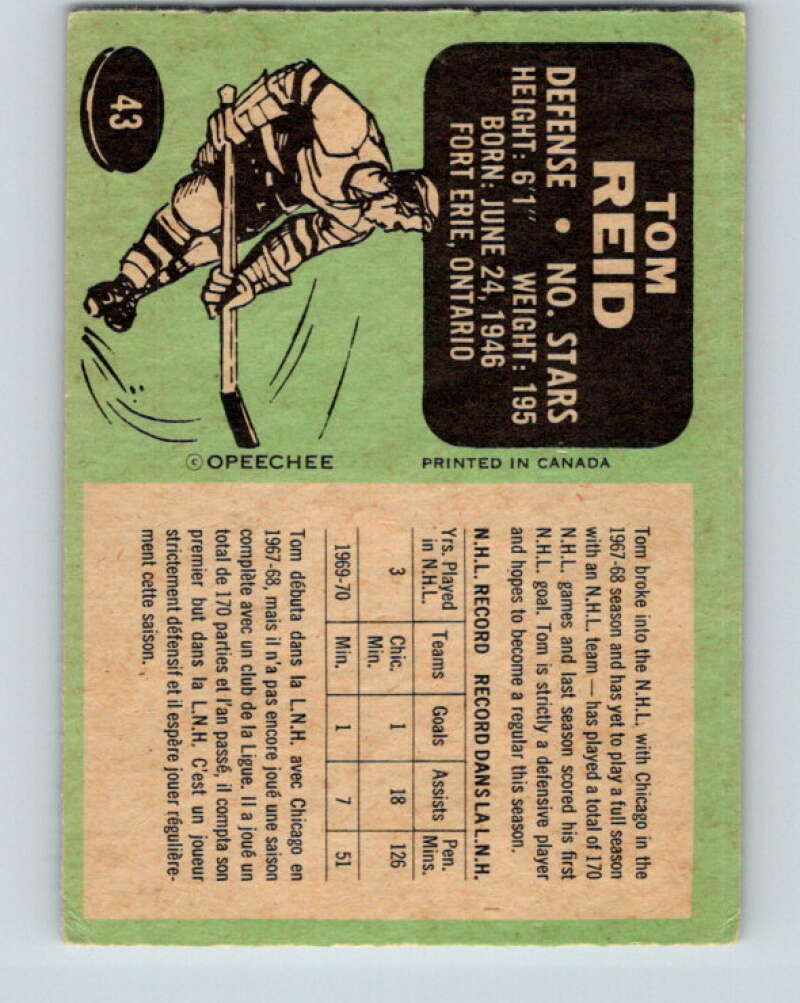 43
TOM
REID
DEFENSE • NO. STARS
HEIGHT: 6'1" WEIGHT: 195
BORN: JUNE 24, 1946
FORT ERIE, ONTARIO
© OPEECHEE
PRINTED IN CANADA
Tom broke into the N.H.L. with Chicago in the
1967-68 season and has yet to play a full season
with an N.H.L. team — has played a total of 170
N.H.L. games and last season scored his first
N.H.L. goal. Tom is strictly a defensive player
and hopes to become a regular this season.
N.H.L. RECORD RECORD DANS LA L.N.H.
Yrs. Played in N.H.L. Teams Goals Assists Pen. Mins.
3 Chic. Min. 1 18 126
1969-70 Min. 1 7 51
Tom débuta dans la L.N.H. avec Chicago en
1967-68, mais il n'a pas encore joué une saison
complète avec un club de la Ligue. Il a joué un
total de 170 parties et l'an passé, il compta son
premier but dans la L.N.H. C'est un joueur
strictement défensif et il espère jouer régulière-
ment cette saison.